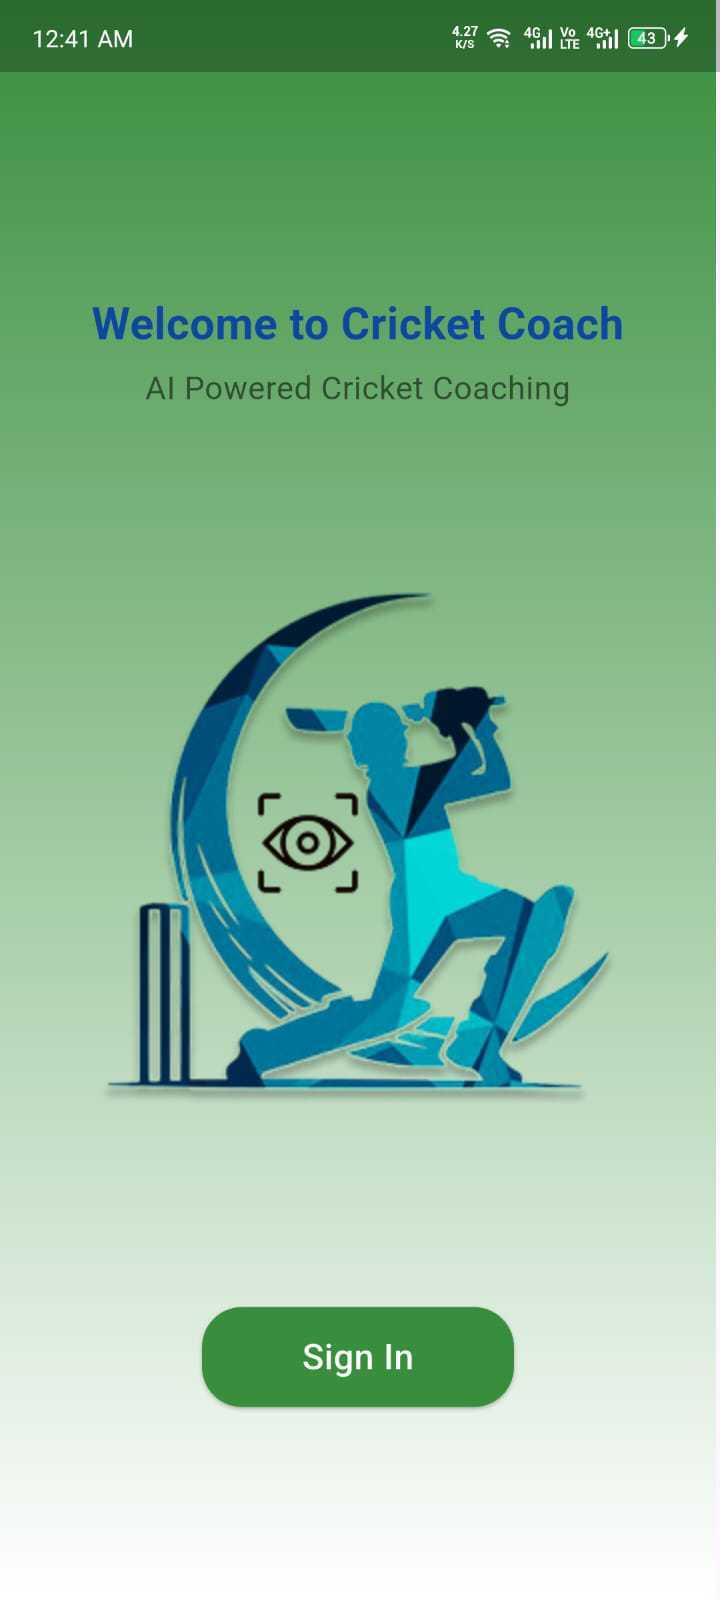 12:41 AM
4.27
K/S
4G
Vo
LTE
4G+
43
Welcome to Cricket Coach
AI Powered Cricket Coaching
Sign In